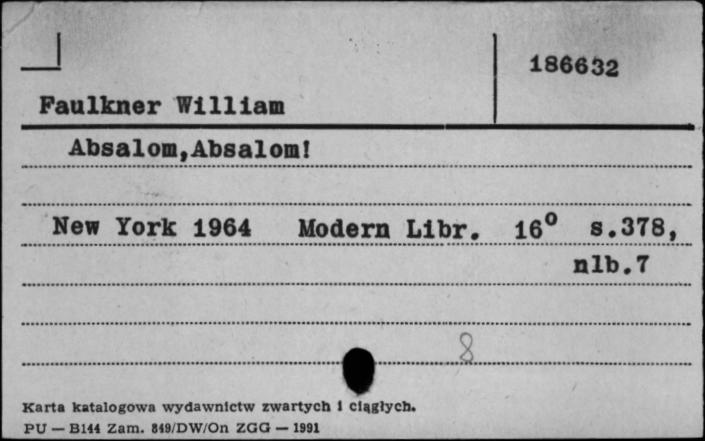 186632
Faulkner William
Absalom,Absalom!
New York 1964 Modern Libr. 16⁰ s.378,
nlb.7
8
Karta katalogowa wydawnictw zwartych i ciągłych.
PU — B144 Zam. 849/DW/On ZGG — 1991